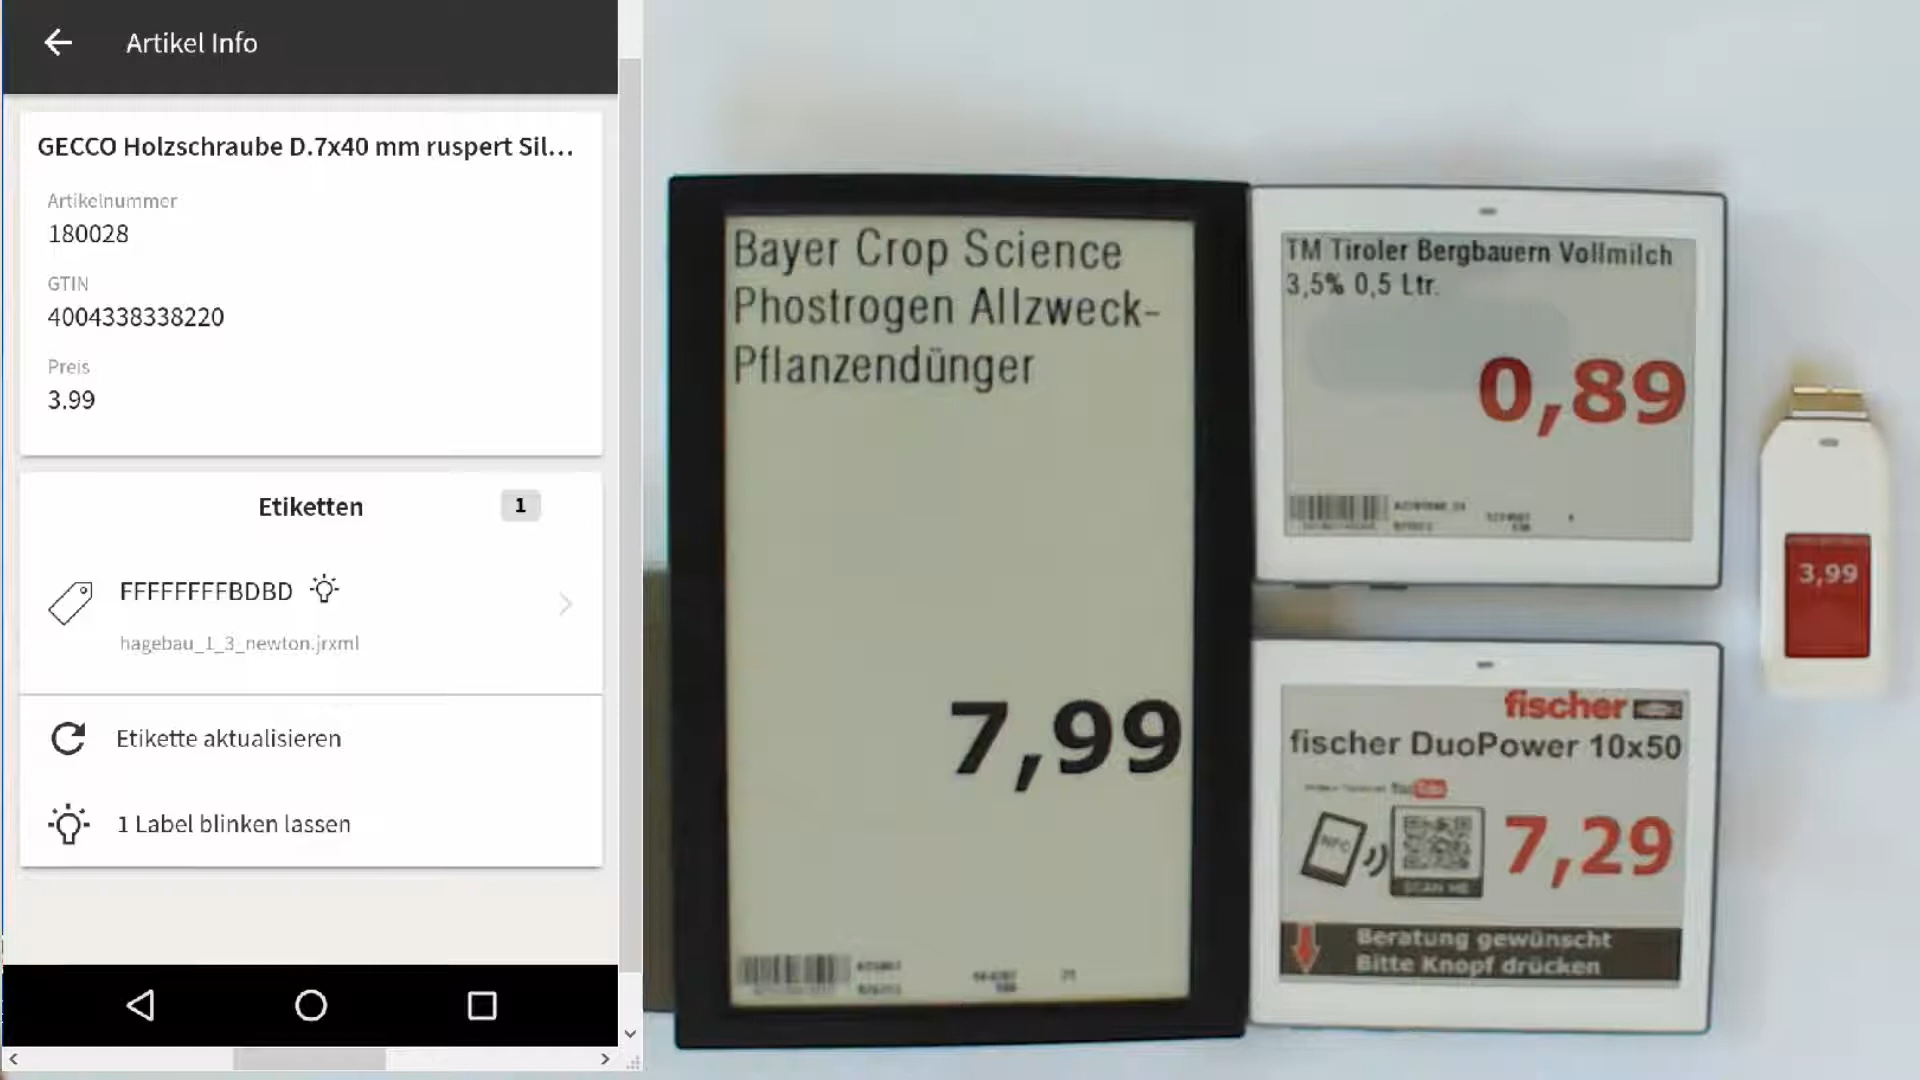 Artikel Info
GECCO Holzschraube D.7x40 mm ruspert Sil...
Artikelnummer
180028
GTIN
4004338338220
Preis
3.99
Etiketten
1
FFFFFFFFBDBD
hagebau_1_3_newton.jrxml
Etikette aktualisieren
1 Label blinken lassen
Bayer Crop Science
Phostrogen Allzweck-
Pflanzendünger
7,99
TM Tiroler Bergbauern Vollmilch
3,5% 0,5 Ltr.
0,89
fischer
fischer DuoPower 10x50
NFC
SCAN ME
7,29
Beratung gewünscht
Bitte Knopf drücken
3,99